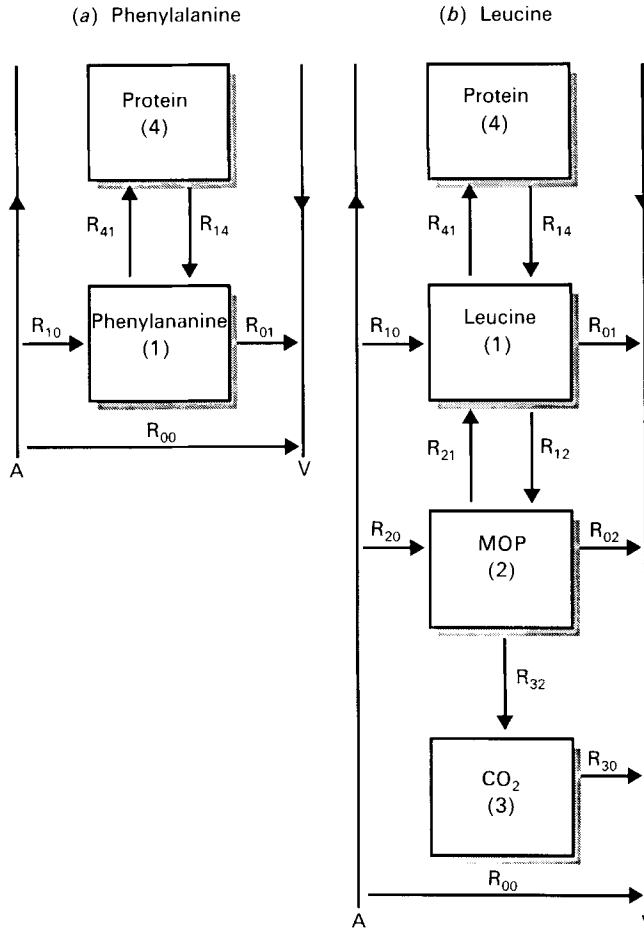 (a) Phenylalanine
(b) Leucine
Protein
(4)
R41
R14
Phenylananine
(1)
R10
R01
R00
A
V
Protein
(4)
R41
R14
Leucine
(1)
R10
R01
R21
R12
MOP
(2)
R20
R02
R32
CO2
(3)
R30
R00
A